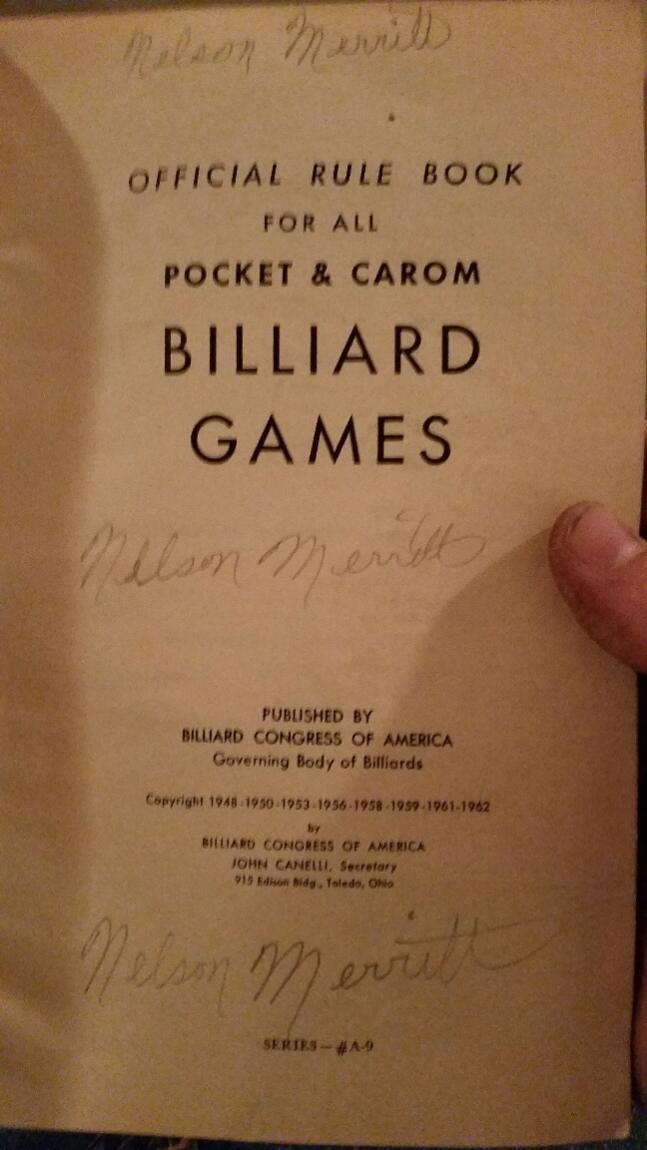 Nelson Merritt
OFFICIAL RULE BOOK
FOR ALL
POCKET & CAROM
BILLIARD
GAMES
Nelson Merritt
PUBLISHED BY
BILLIARD CONGRESS OF AMERICA
Governing Body of Billiards
Copyright 1948-1950-1953-1956-1958-1959-1961-1962
by
BILLIARD CONGRESS OF AMERICA
JOHN CANELLI, Secretary
915 Edison Bldg., Toledo, Ohio
Nelson Merritt
SERIES — #A-9